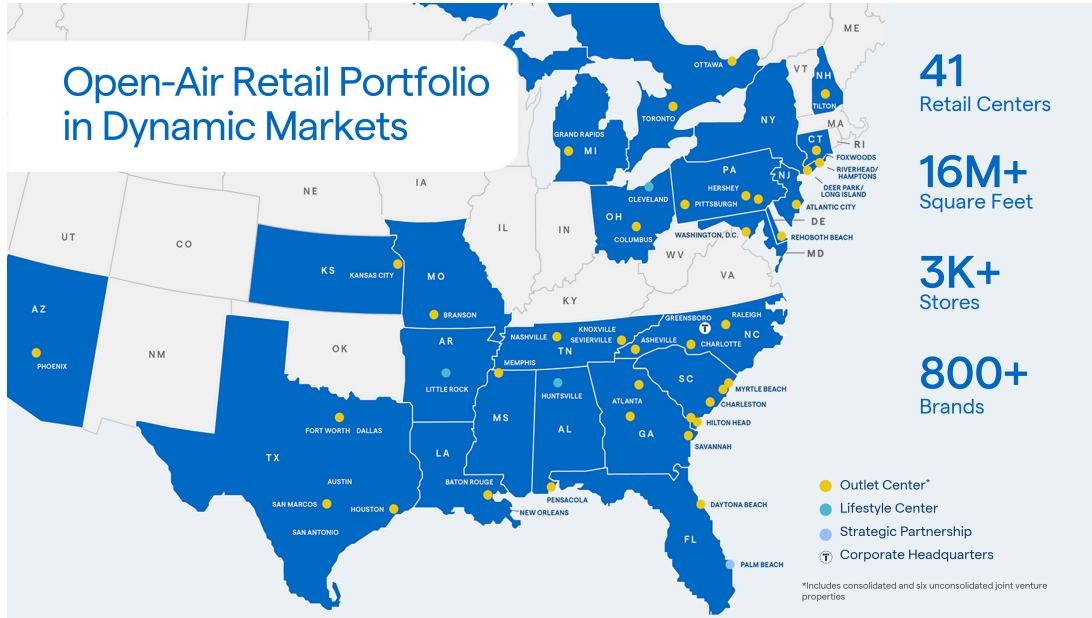 Open-Air Retail Portfolio
in Dynamic Markets
41
Retail Centers
16M+
Square Feet
3K+
Stores
800+
Brands
ME
VT
NH
TILTON
MA
CT
RI
FOXWOODS
RIVERHEAD/
HAMPTONS
DEER PARK/
LONG ISLAND
OTTAWA
TORONTO
NY
GRAND RAPIDS
MI
PA
HERSHEY
PITTSBURGH
NJ
ATLANTIC CITY
DE
REHOBOTH BEACH
MD
WASHINGTON, D.C.
CLEVELAND
OH
COLUMBUS
NE
IA
IL
IN
WV
VA
UT
CO
KS
KANSAS CITY
MO
BRANSON
KY
AZ
PHOENIX
NM
OK
AR
LITTLE ROCK
NASHVILLE
KNOXVILLE
SEVIERVILLE
TN
MEMPHIS
GREENSBORO
T
RALEIGH
NC
ASHEVILLE
CHARLOTTE
SC
MYRTLE BEACH
CHARLESTON
HILTON HEAD
SAVANNAH
HUNTSVILLE
ATLANTA
MS
AL
GA
FORT WORTH
DALLAS
TX
AUSTIN
SAN MARCOS
HOUSTON
SAN ANTONIO
LA
BATON ROUGE
NEW ORLEANS
PENSACOLA
DAYTONA BEACH
FL
PALM BEACH
Outlet Center*
Lifestyle Center
Strategic Partnership
T Corporate Headquarters
*Includes consolidated and six unconsolidated joint venture
properties